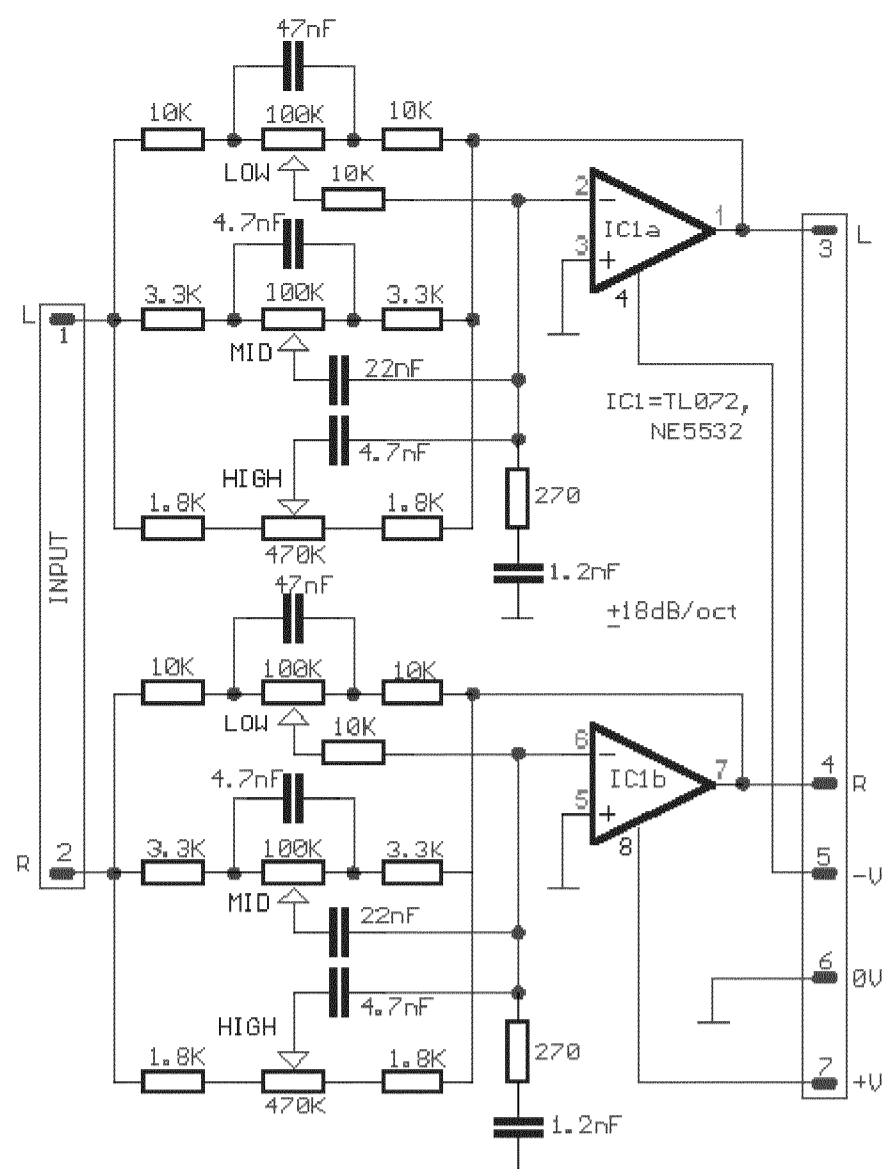 47nF
10K 100K 10K
LOW 10K
2 1
4.7nF IC1a
3
L 3
3.3K 100K 3.3K 4
L
1
MID
22nF
IC1=TL072,
NE5532
4.7nF
HIGH
270
1.8K 1.8K
470K
INPUT
1.2nF
47nF
+18dB/oct
10K 100K 10K
LOW 10K
6 7 4
4.7nF IC1b R
5
8
3.3K 100K 3.3K
R 2
5
-V
MID
22nF
6
0V
4.7nF
HIGH
270
1.8K 1.8K
7
+V
470K
1.2nF